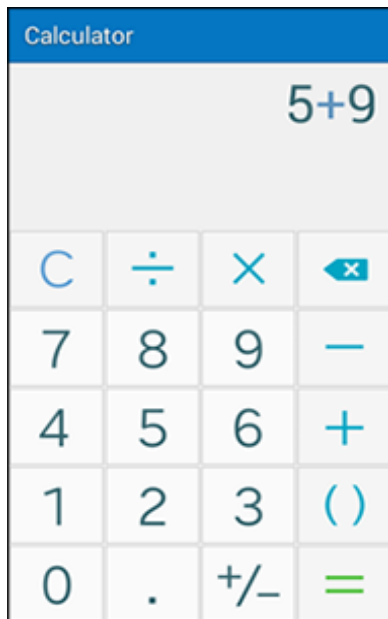 Calculator
5+9
C ÷ ×
7 8 9 −
4 5 6 +
1 2 3 ( )
0 . +/− =